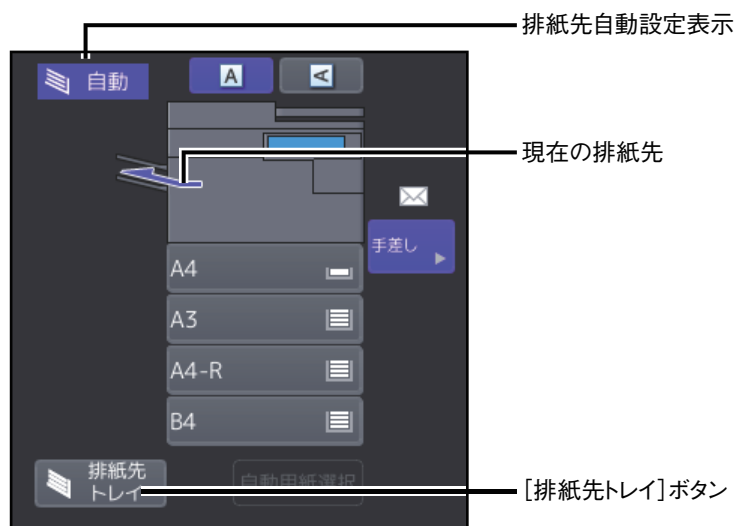 排紙先自動設定表示
自動
A
A
現在の排紙先
手差し
A4
A3
A4-R
B4
排紙先
トレイ
自動用紙選択
[排紙先トレイ]ボタン